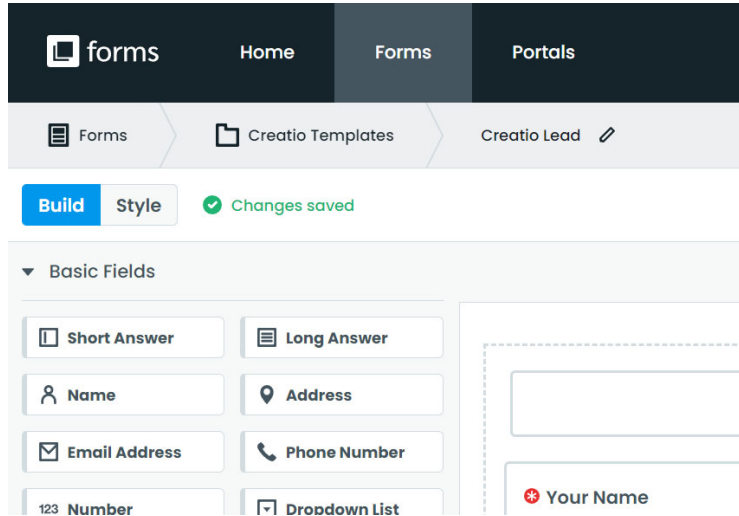 forms Home Forms Portals
Forms Creatio Templates Creatio Lead
Build Style Changes saved
Basic Fields
Short Answer Long Answer
Name Address
Email Address Phone Number
Your Name
123 Number Dropdown List